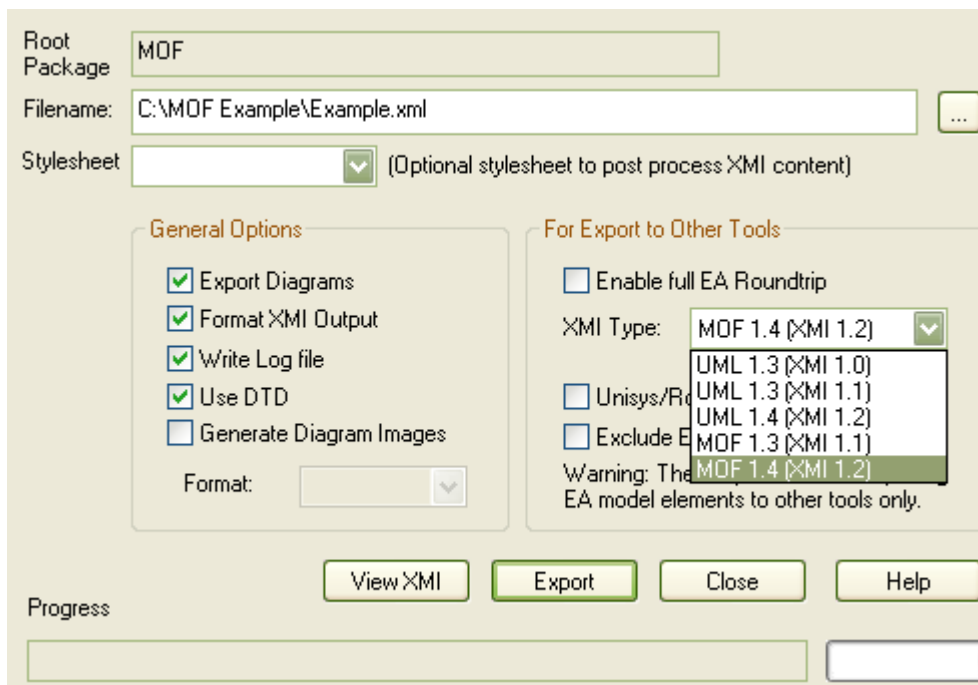 Root
Package
MOF
Filename:
C:\MOF Example\Example.xml
...
Stylesheet
(Optional stylesheet to post process XMI content)
General Options
Export Diagrams
Format XMI Output
Write Log file
Use DTD
Generate Diagram Images
Format:
For Export to Other Tools
Enable full EA Roundtrip
XMI Type:
MOF 1.4 (XMI 1.2)
UML 1.3 (XMI 1.0)
UML 1.3 (XMI 1.1)
UML 1.4 (XMI 1.2)
MOF 1.3 (XMI 1.1)
MOF 1.4 (XMI 1.2)
Exclude
Warning:
EA model elements to other tools only.
View XMI
Export
Close
Help
Progress